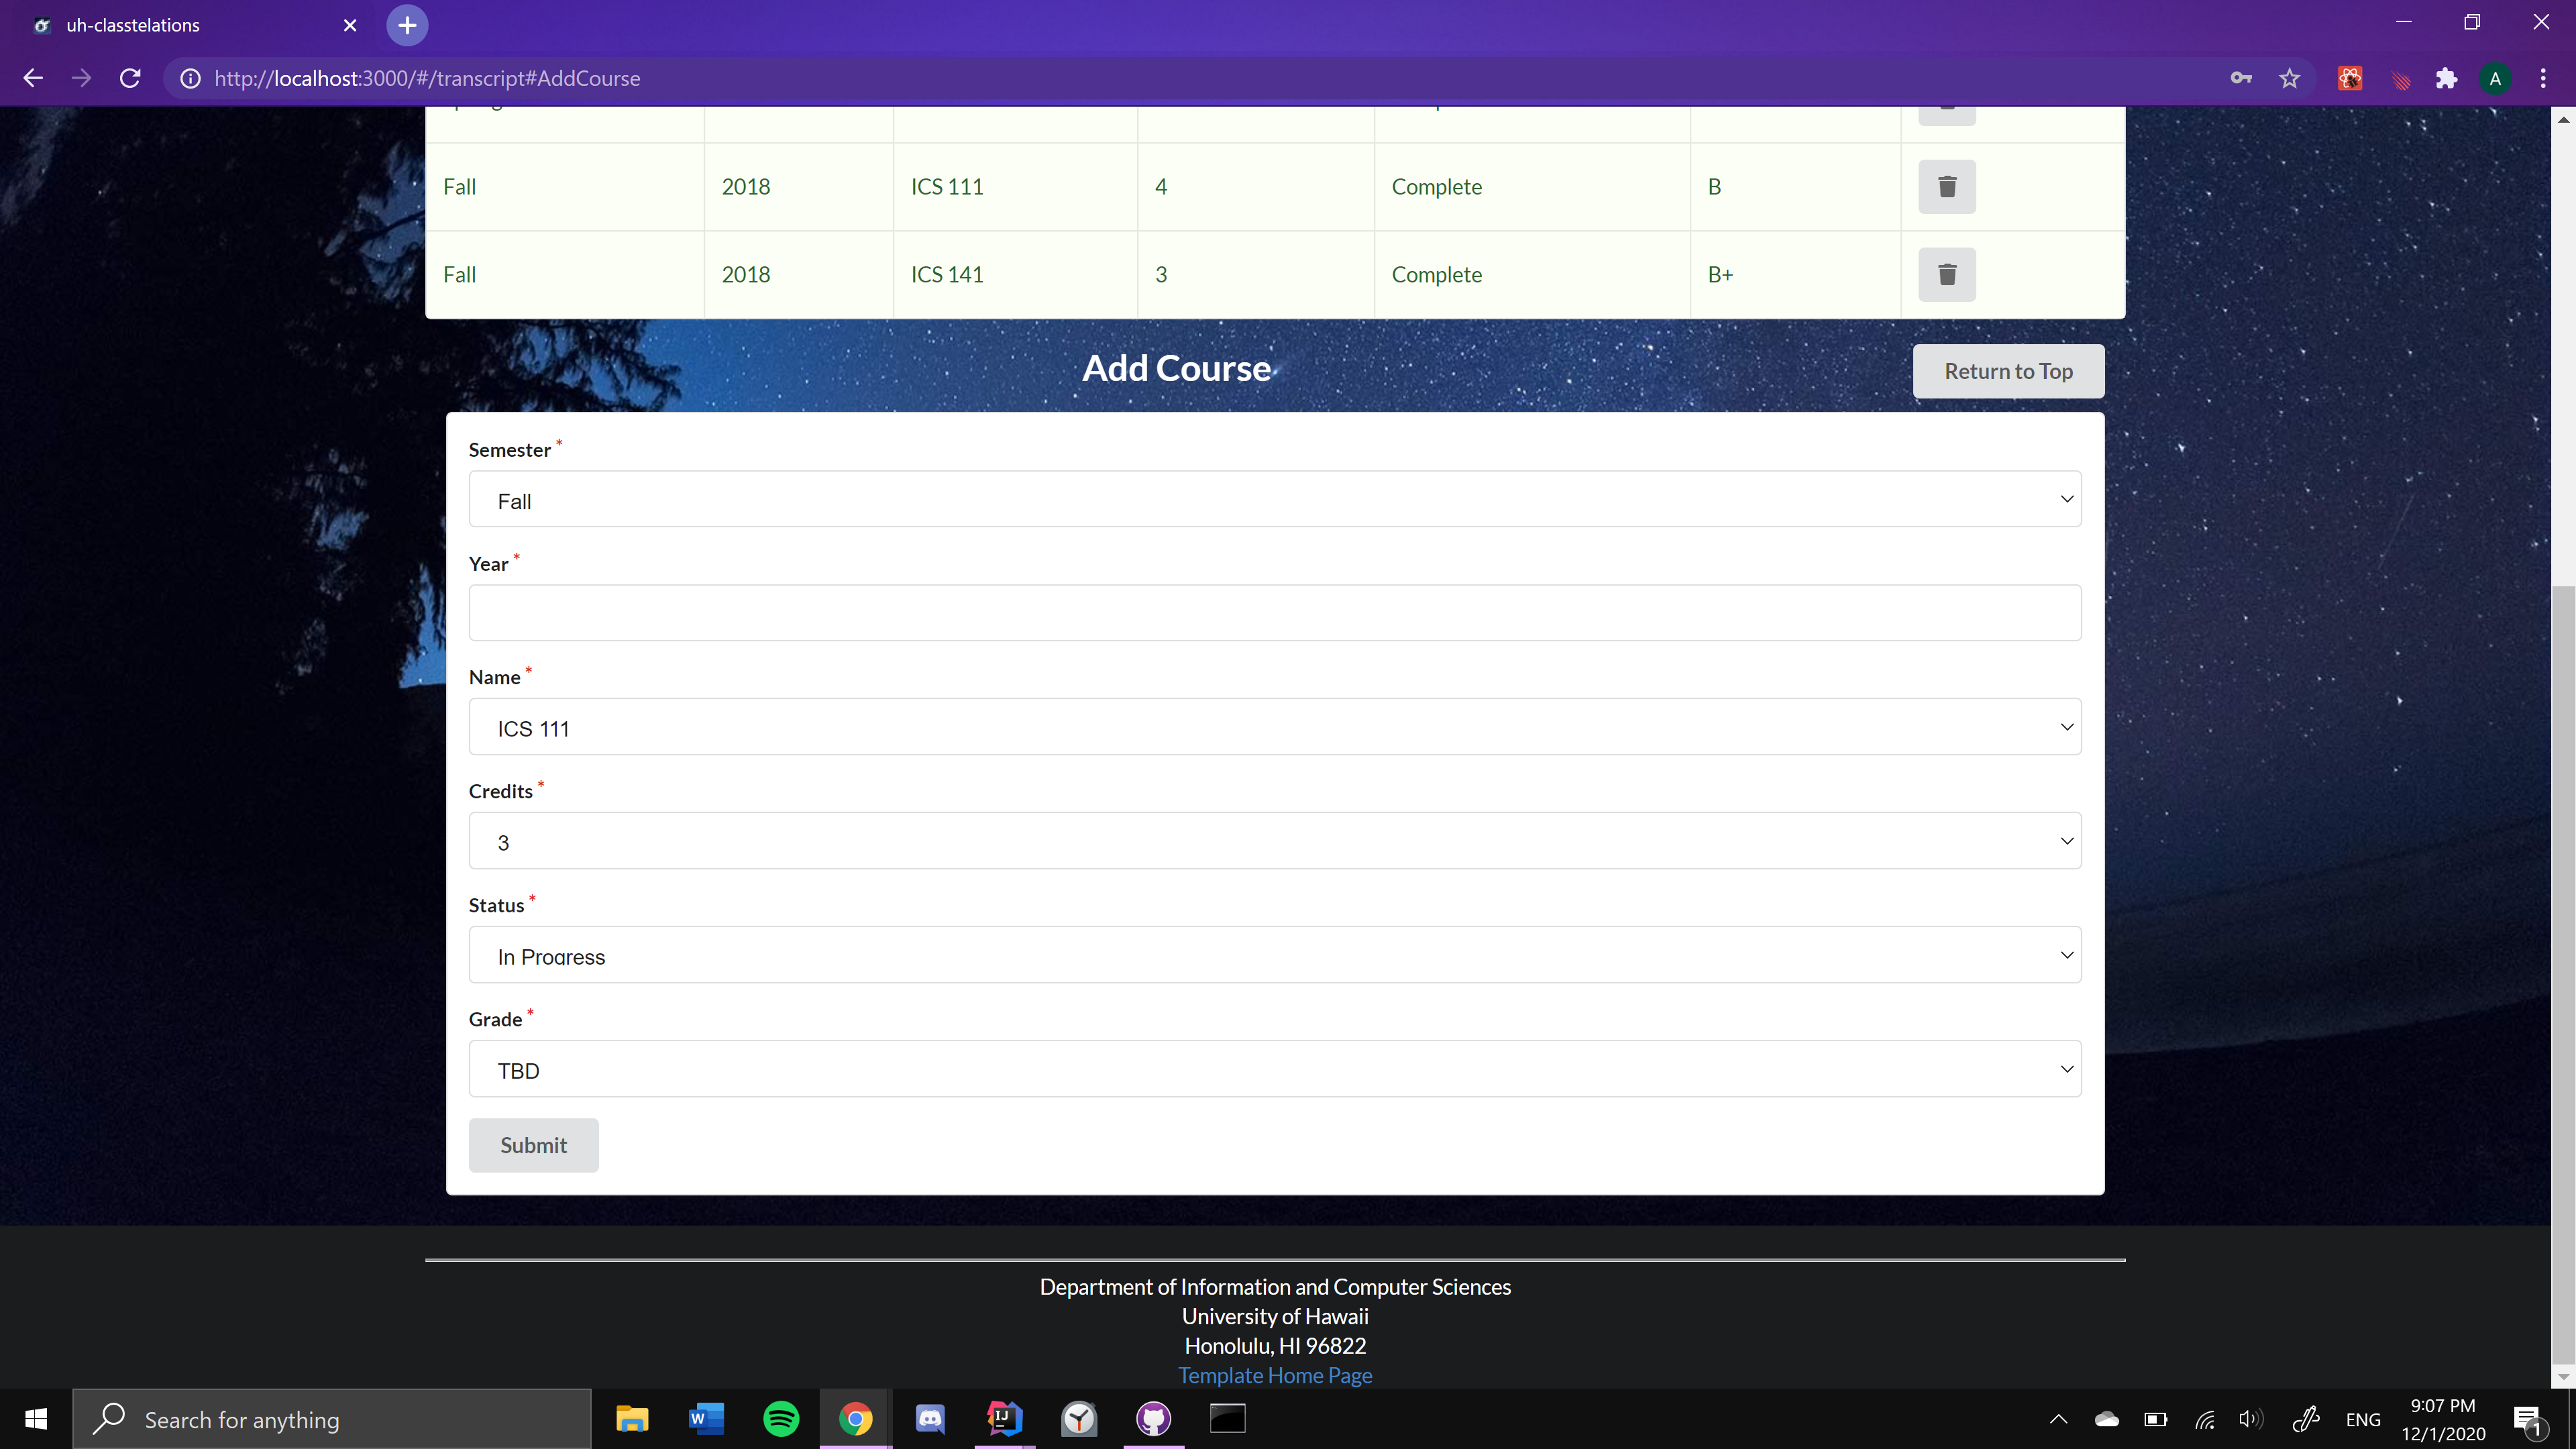 uh-classtelations
http://localhost:3000/#/transcript#AddCourse
A
Fall 2018 ICS 111 4 Complete B
Fall 2018 ICS 141 3 Complete B+
Add Course
Return to Top
Semester *
Fall
Year *
Name *
ICS 111
Credits *
3
Status *
In Progress
Grade *
TBD
Submit
Department of Information and Computer Sciences
University of Hawaii
Honolulu, HI 96822
Template Home Page
Search for anything
W
IJ
ENG
9:07 PM
12/1/2020
1